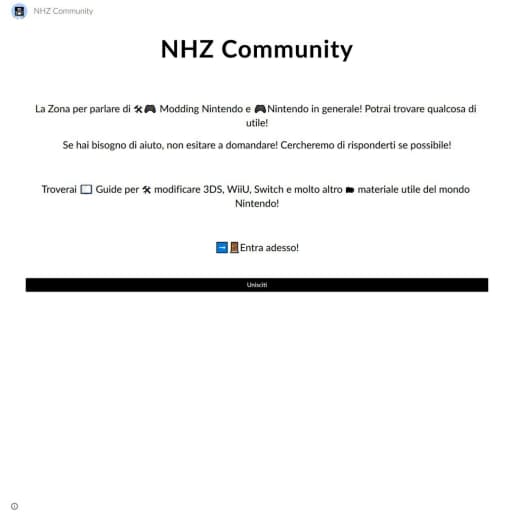 NHZ Community
NHZ Community
La Zona per parlare di 🛠🎮 Modding Nintendo e 🎮Nintendo in generale! Potrai trovare qualcosa di
utile!
Se hai bisogno di aiuto, non esitare a domandare! Cercheremo di risponderti se possibile!
Troverai 📖 Guide per 🛠 modificare 3DS, WiiU, Switch e molto altro 📂 materiale utile del mondo
Nintendo!
➡🚪Entra adesso!
Unisciti